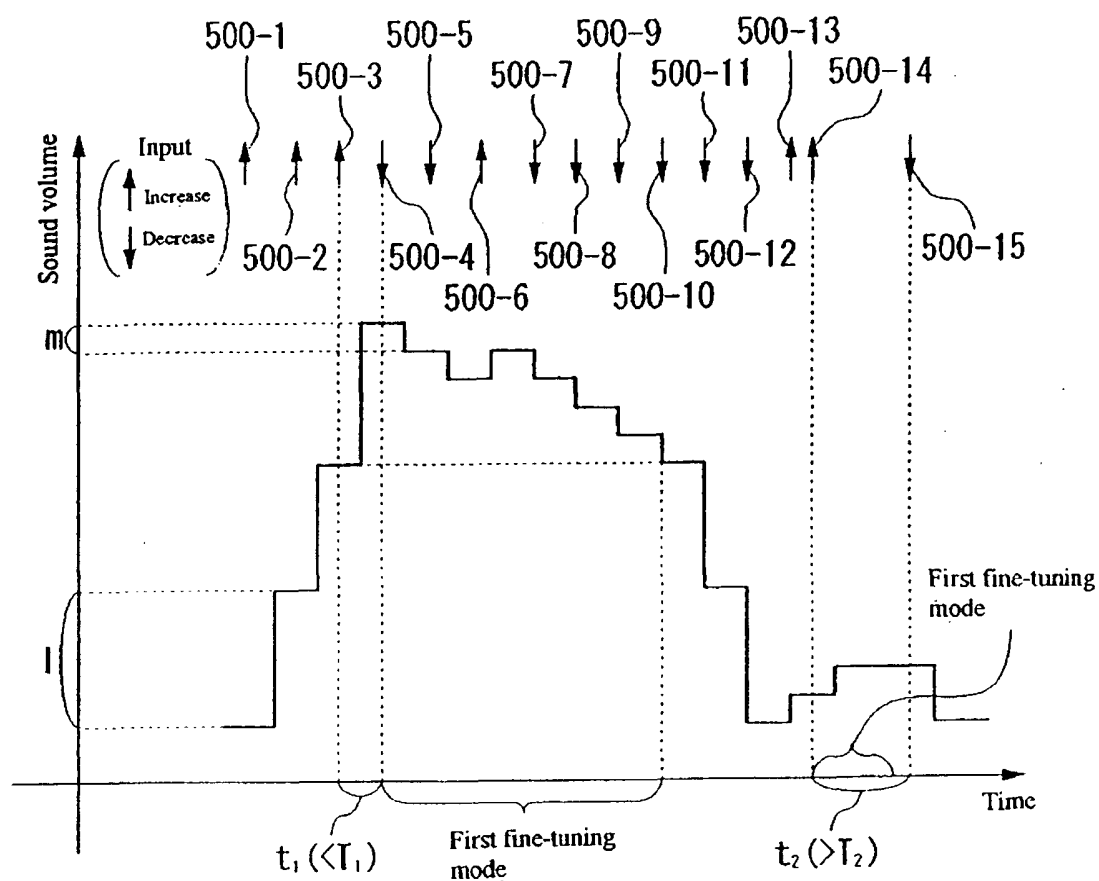 500-1
500-5
500-9
500-13
500-3
500-7
500-11
500-14
Sound volume
Input
Increase
Decrease
500-2
500-4
500-8
500-12
500-15
500-6
500-10
m
l
First fine-tuning
mode
Time
t₁(<T₁)
First fine-tuning
mode
t₂(>T₂)